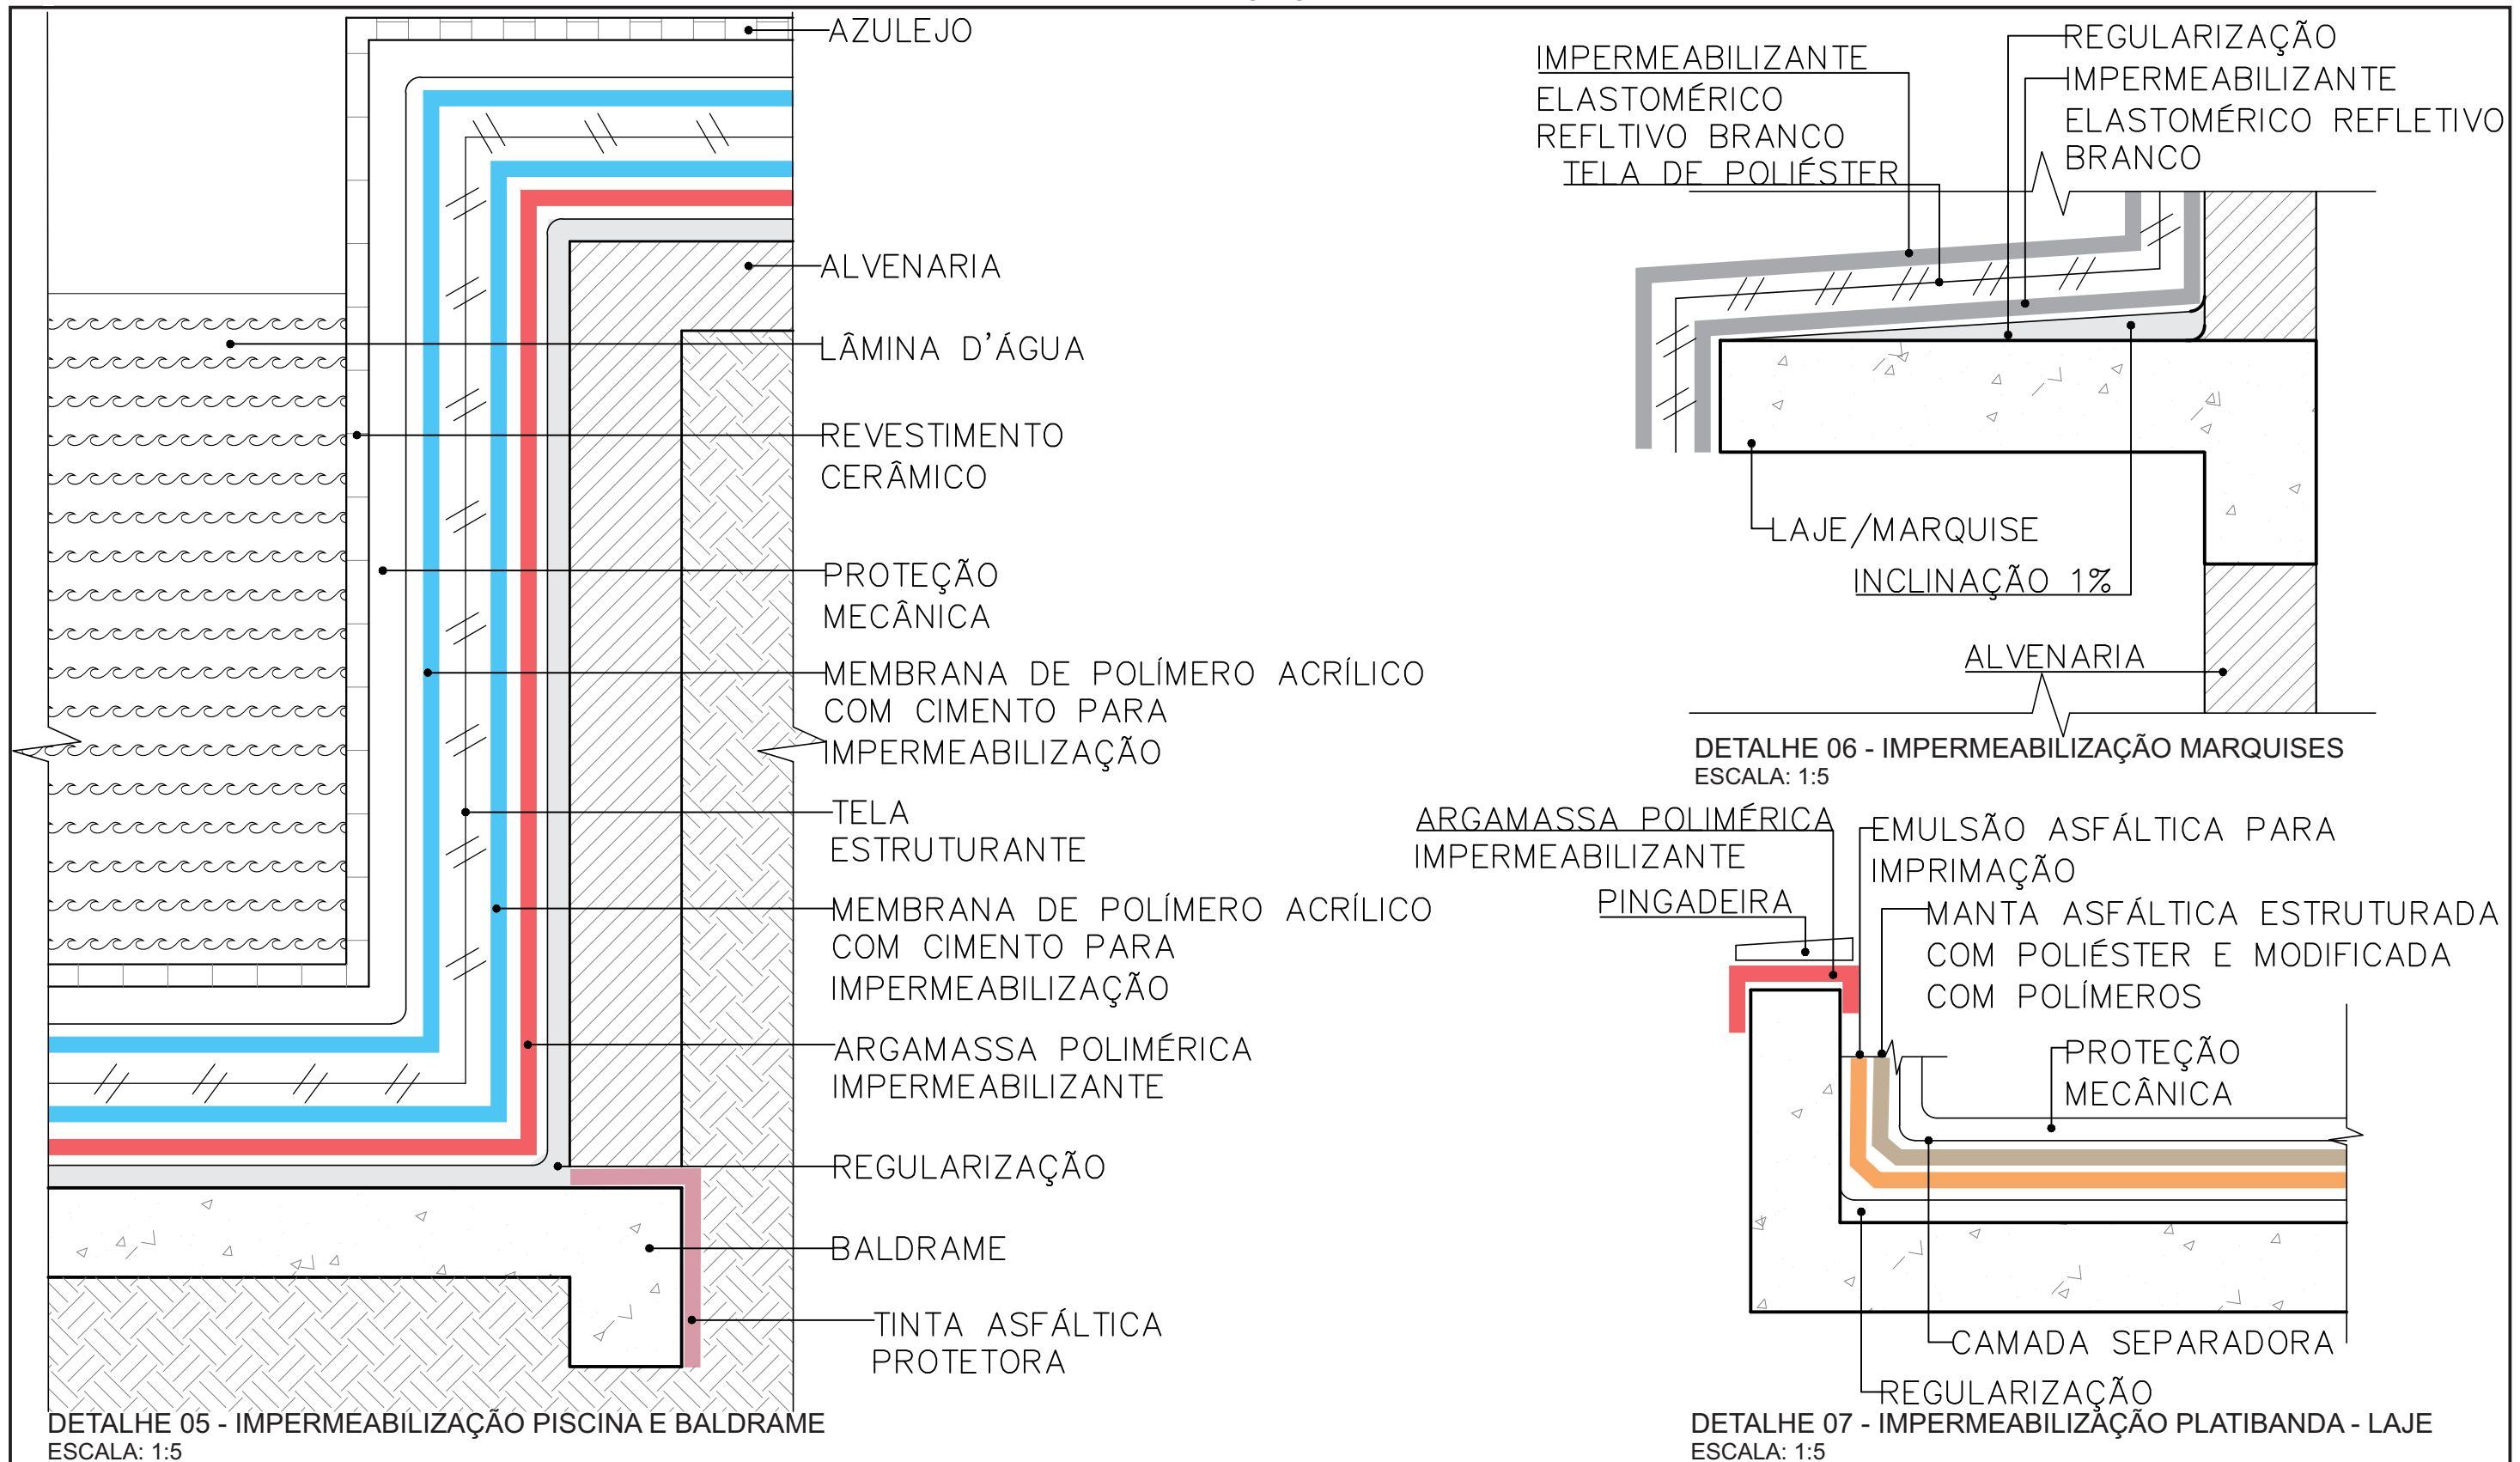 AZULEJO
ALVENARIA
LÂMINA D'ÁGUA
REVESTIMENTO
CERÂMICO
PROTEÇÃO
MECÂNICA
MEMBRANA DE POLÍMERO ACRÍLICO
COM CIMENTO PARA
IMPERMEABILIZAÇÃO
TELA
ESTRUTURANTE
MEMBRANA DE POLÍMERO ACRÍLICO
COM CIMENTO PARA
IMPERMEABILIZAÇÃO
ARGAMASSA POLIMÉRICA
IMPERMEABILIZANTE
REGULARIZAÇÃO
BALDRAME
TINTA ASFÁLTICA
PROTETORA
DETALHE 05 - IMPERMEABILIZAÇÃO PISCINA E BALDRAME
ESCALA: 1:5
IMPERMEABILIZANTE
ELASTOMÉRICO
REFLTIVO BRANCO
TELA DE POLIÉSTER
REGULARIZAÇÃO
IMPERMEABILIZANTE
ELASTOMÉRICO REFLETIVO
BRANCO
LAJE/MARQUISE
INCLINAÇÃO 1%
ALVENARIA
DETALHE 06 - IMPERMEABILIZAÇÃO MARQUISES
ESCALA: 1:5
ARGAMASSA POLIMÉRICA
IMPERMEABILIZANTE
PINGADEIRA
EMULSÃO ASFÁLTICA PARA
IMPRIMAÇÃO
MANTA ASFÁLTICA ESTRUTURADA
COM POLIÉSTER E MODIFICADA
COM POLÍMEROS
PROTEÇÃO
MECÂNICA
CAMADA SEPARADORA
REGULARIZAÇÃO
DETALHE 07 - IMPERMEABILIZAÇÃO PLATIBANDA - LAJE
ESCALA: 1:5